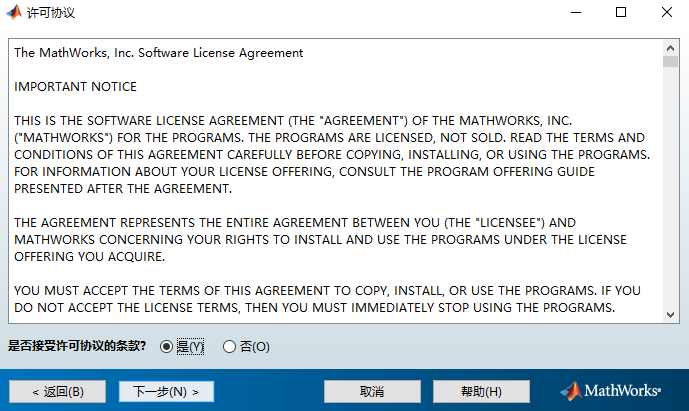 许可协议
The MathWorks, Inc. Software License Agreement
IMPORTANT NOTICE
THIS IS THE SOFTWARE LICENSE AGREEMENT (THE "AGREEMENT") OF THE MATHWORKS, INC.
("MATHWORKS") FOR THE PROGRAMS. THE PROGRAMS ARE LICENSED, NOT SOLD. READ THE TERMS AND
CONDITIONS OF THIS AGREEMENT CAREFULLY BEFORE COPYING, INSTALLING, OR USING THE PROGRAMS.
FOR INFORMATION ABOUT YOUR LICENSE OFFERING, CONSULT THE PROGRAM OFFERING GUIDE
PRESENTED AFTER THE AGREEMENT.
THE AGREEMENT REPRESENTS THE ENTIRE AGREEMENT BETWEEN YOU (THE "LICENSEE") AND
MATHWORKS CONCERNING YOUR RIGHTS TO INSTALL AND USE THE PROGRAMS UNDER THE LICENSE
OFFERING YOU ACQUIRE.
YOU MUST ACCEPT THE TERMS OF THIS AGREEMENT TO COPY, INSTALL, OR USE THE PROGRAMS. IF YOU
DO NOT ACCEPT THE LICENSE TERMS, THEN YOU MUST IMMEDIATELY STOP USING THE PROGRAMS.
是否接受许可协议的条款? 是(Y) 否(O)
< 返回(B) 下一步(N) > 取消 帮助(H) MathWorks®